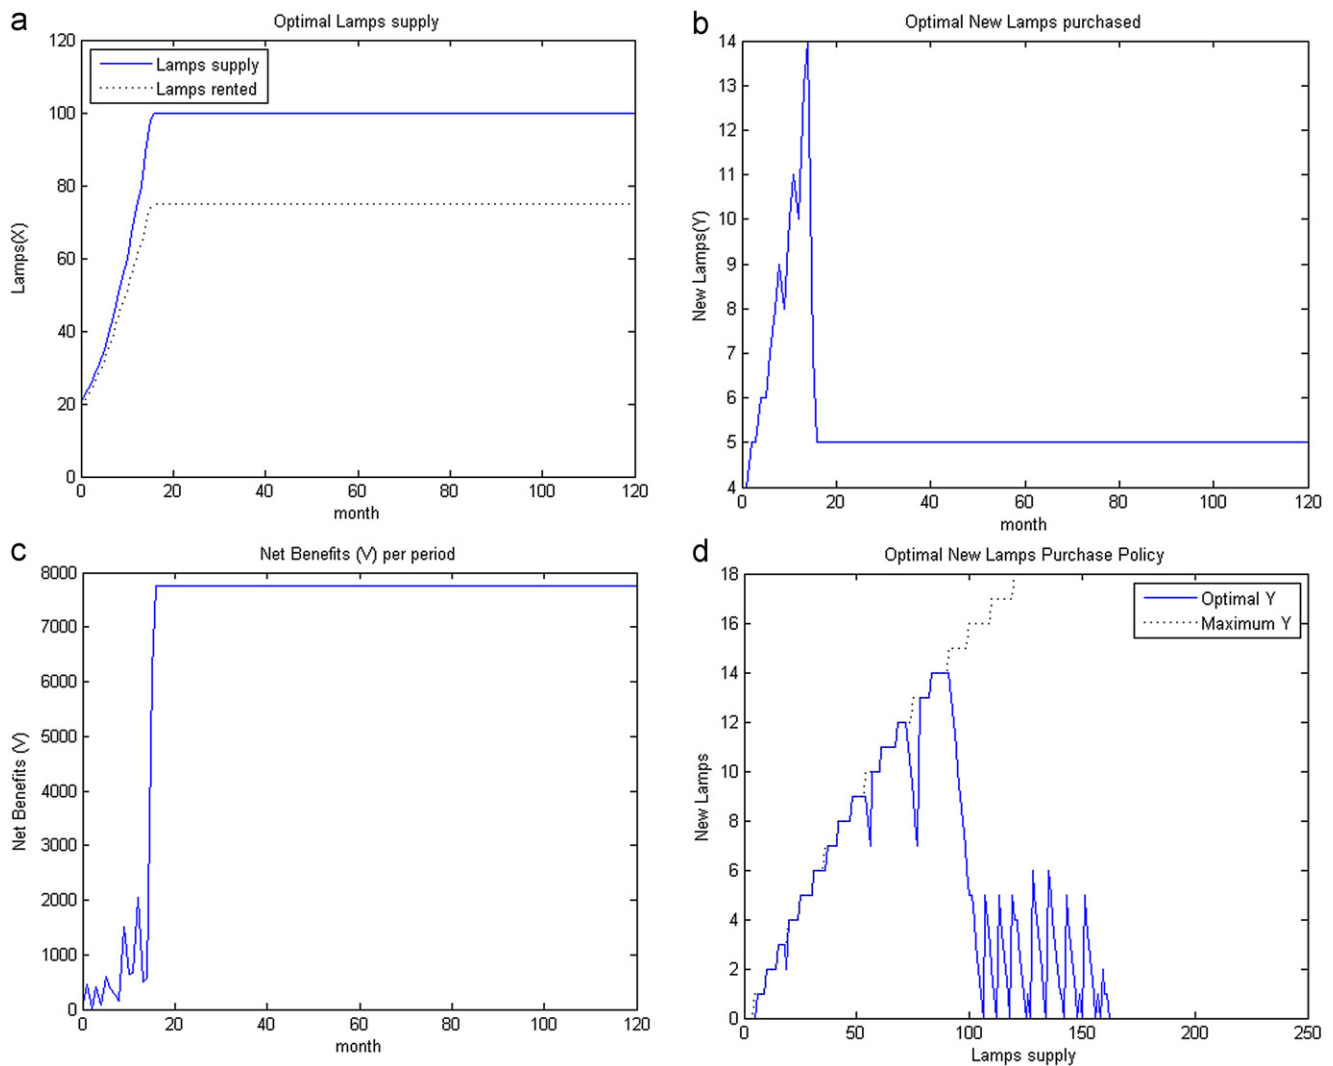 a
Optimal Lamps supply
120
100
80
60
40
20
0
Lamps(X)
Lamps supply
Lamps rented
0 20 40 60 80 100 120
month
b
Optimal New Lamps purchased
14
13
12
11
10
9
8
7
6
5
4
New Lamps(Y)
0 20 40 60 80 100 120
month
c
Net Benefits (V) per period
8000
7000
6000
5000
4000
3000
2000
1000
0
Net Benefits (V)
0 20 40 60 80 100 120
month
d
Optimal New Lamps Purchase Policy
18
16
14
12
10
8
6
4
2
0
New Lamps
Optimal Y
Maximum Y
0 50 100 150 200 250
Lamps supply